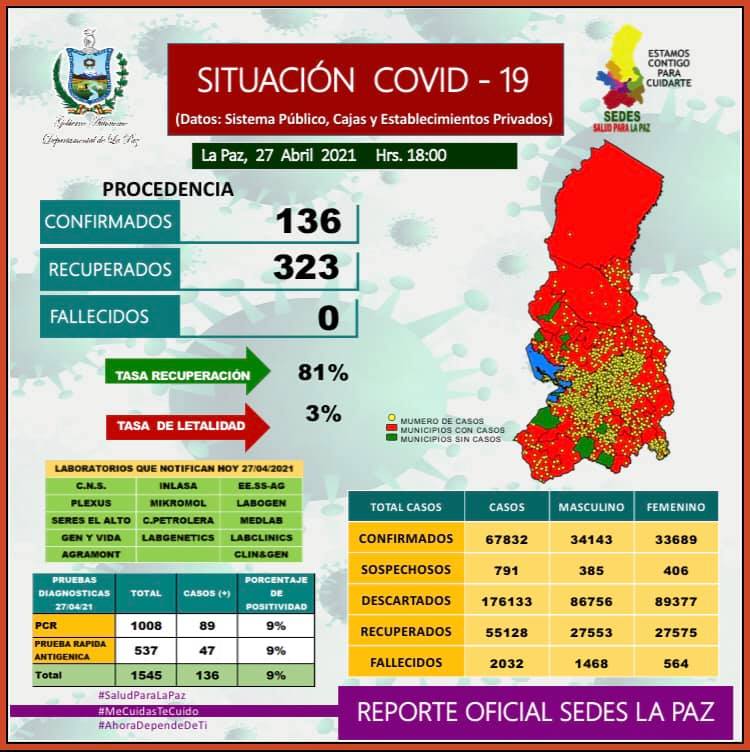 Gobierno Autónomo
Departamental de La Paz
SITUACIÓN COVID - 19
(Datos: Sistema Público, Cajas y Establecimientos Privados)
ESTAMOS
CONTIGO
PARA
CUIDARTE
SEDES
SALUD PARA LA PAZ
La Paz, 27 Abril 2021 Hrs. 18:00
PROCEDENCIA
CONFIRMADOS 136
RECUPERADOS 323
FALLECIDOS 0
TASA RECUPERACIÓN 81%
TASA DE LETALIDAD 3%
MUMERO DE CASOS
MUNICIPIOS CON CASOS
MUNICIPIOS SIN CASOS
LABORATORIOS QUE NOTIFICAN HOY 27/04/2021
C.N.S. INLASA EE.SS-AG
PLEXUS MIKROMOL LABOGEN
SERES EL ALTO C.PETROLERA MEDLAB
GEN Y VIDA LABGENETICS LABCLINICS
AGRAMONT CLIN&GEN
PRUEBAS DIAGNOSTICAS 27/04/21 TOTAL CASOS (+) PORCENTAJE DE POSITIVIDAD
PCR 1008 89 9%
PRUEBA RAPIDA ANTIGENICA 537 47 9%
Total 1545 136 9%
TOTAL CASOS CASOS MASCULINO FEMENINO
CONFIRMADOS 67832 34143 33689
SOSPECHOSOS 791 385 406
DESCARTADOS 176133 86756 89377
RECUPERADOS 55128 27553 27575
FALLECIDOS 2032 1468 564
#SaludParaLaPaz
#MeCuidasTeCuido
#AhoraDependeDeTi
REPORTE OFICIAL SEDES LA PAZ